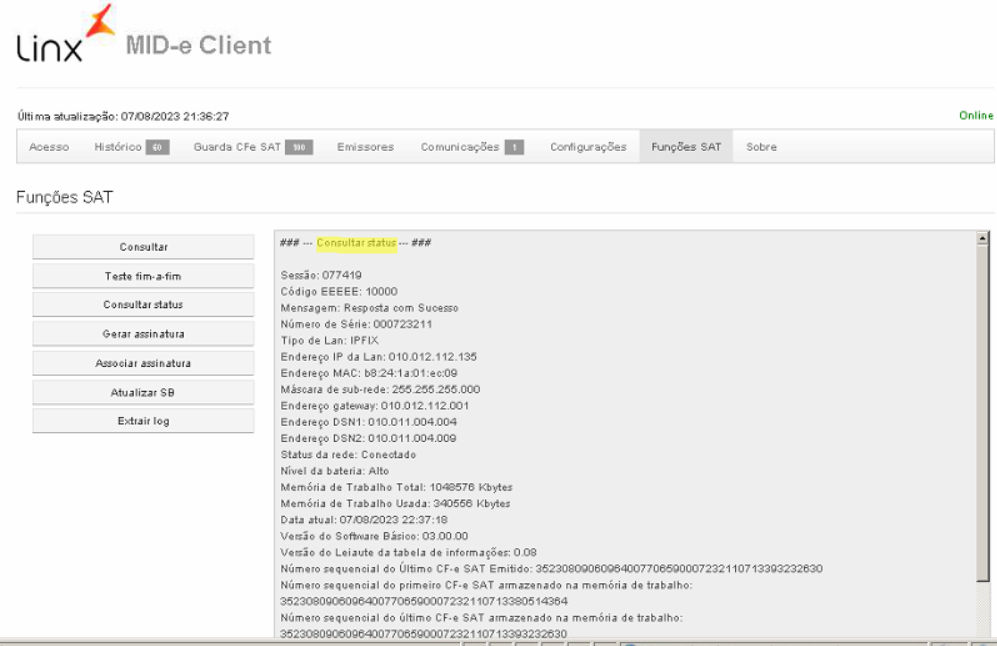 Linx MID-e Client
Última atualização: 07/08/2023 21:36:27
Online
Acesso Histórico 60 Guarda CFe SAT 100 Emissores Comunicações 1 Configurações Funções SAT Sobre
Funções SAT
Consultar
Teste fim-a-fim
Consultar status
Gerar assinatura
Associar assinatura
Atualizar SB
Extrair log
### --- Consultar status --- ###
Sessão: 077419
Código EEEEE: 10000
Mensagem: Resposta com Sucesso
Número de Série: 000723211
Tipo de Lan: IPFIX
Endereço IP da Lan: 010.012.112.135
Endereço MAC: b8:24:1a:01:ec:09
Máscara de sub-rede: 255.255.255.000
Endereço gateway: 010.012.112.001
Endereço DSN1: 010.011.004.004
Endereço DSN2: 010.011.004.009
Status da rede: Conectado
Nível da bateria: Alto
Memória de Trabalho Total: 1048576 Kbytes
Memória de Trabalho Usada: 340556 Kbytes
Data atual: 07/08/2023 22:37:18
Versão do Software Básico: 03.00.00
Versão do Leiaute da tabela de informações: 0.08
Número sequencial do Último CF-e SAT Emitido: 35230809060964007706590007232110713393232630
Número sequencial do primeiro CF-e SAT armazenado na memória de trabalho:
35230809060964007706590007232110713380514364
Número sequencial do último CF-e SAT armazenado na memória de trabalho:
35230809060964007706590007232110713393232630